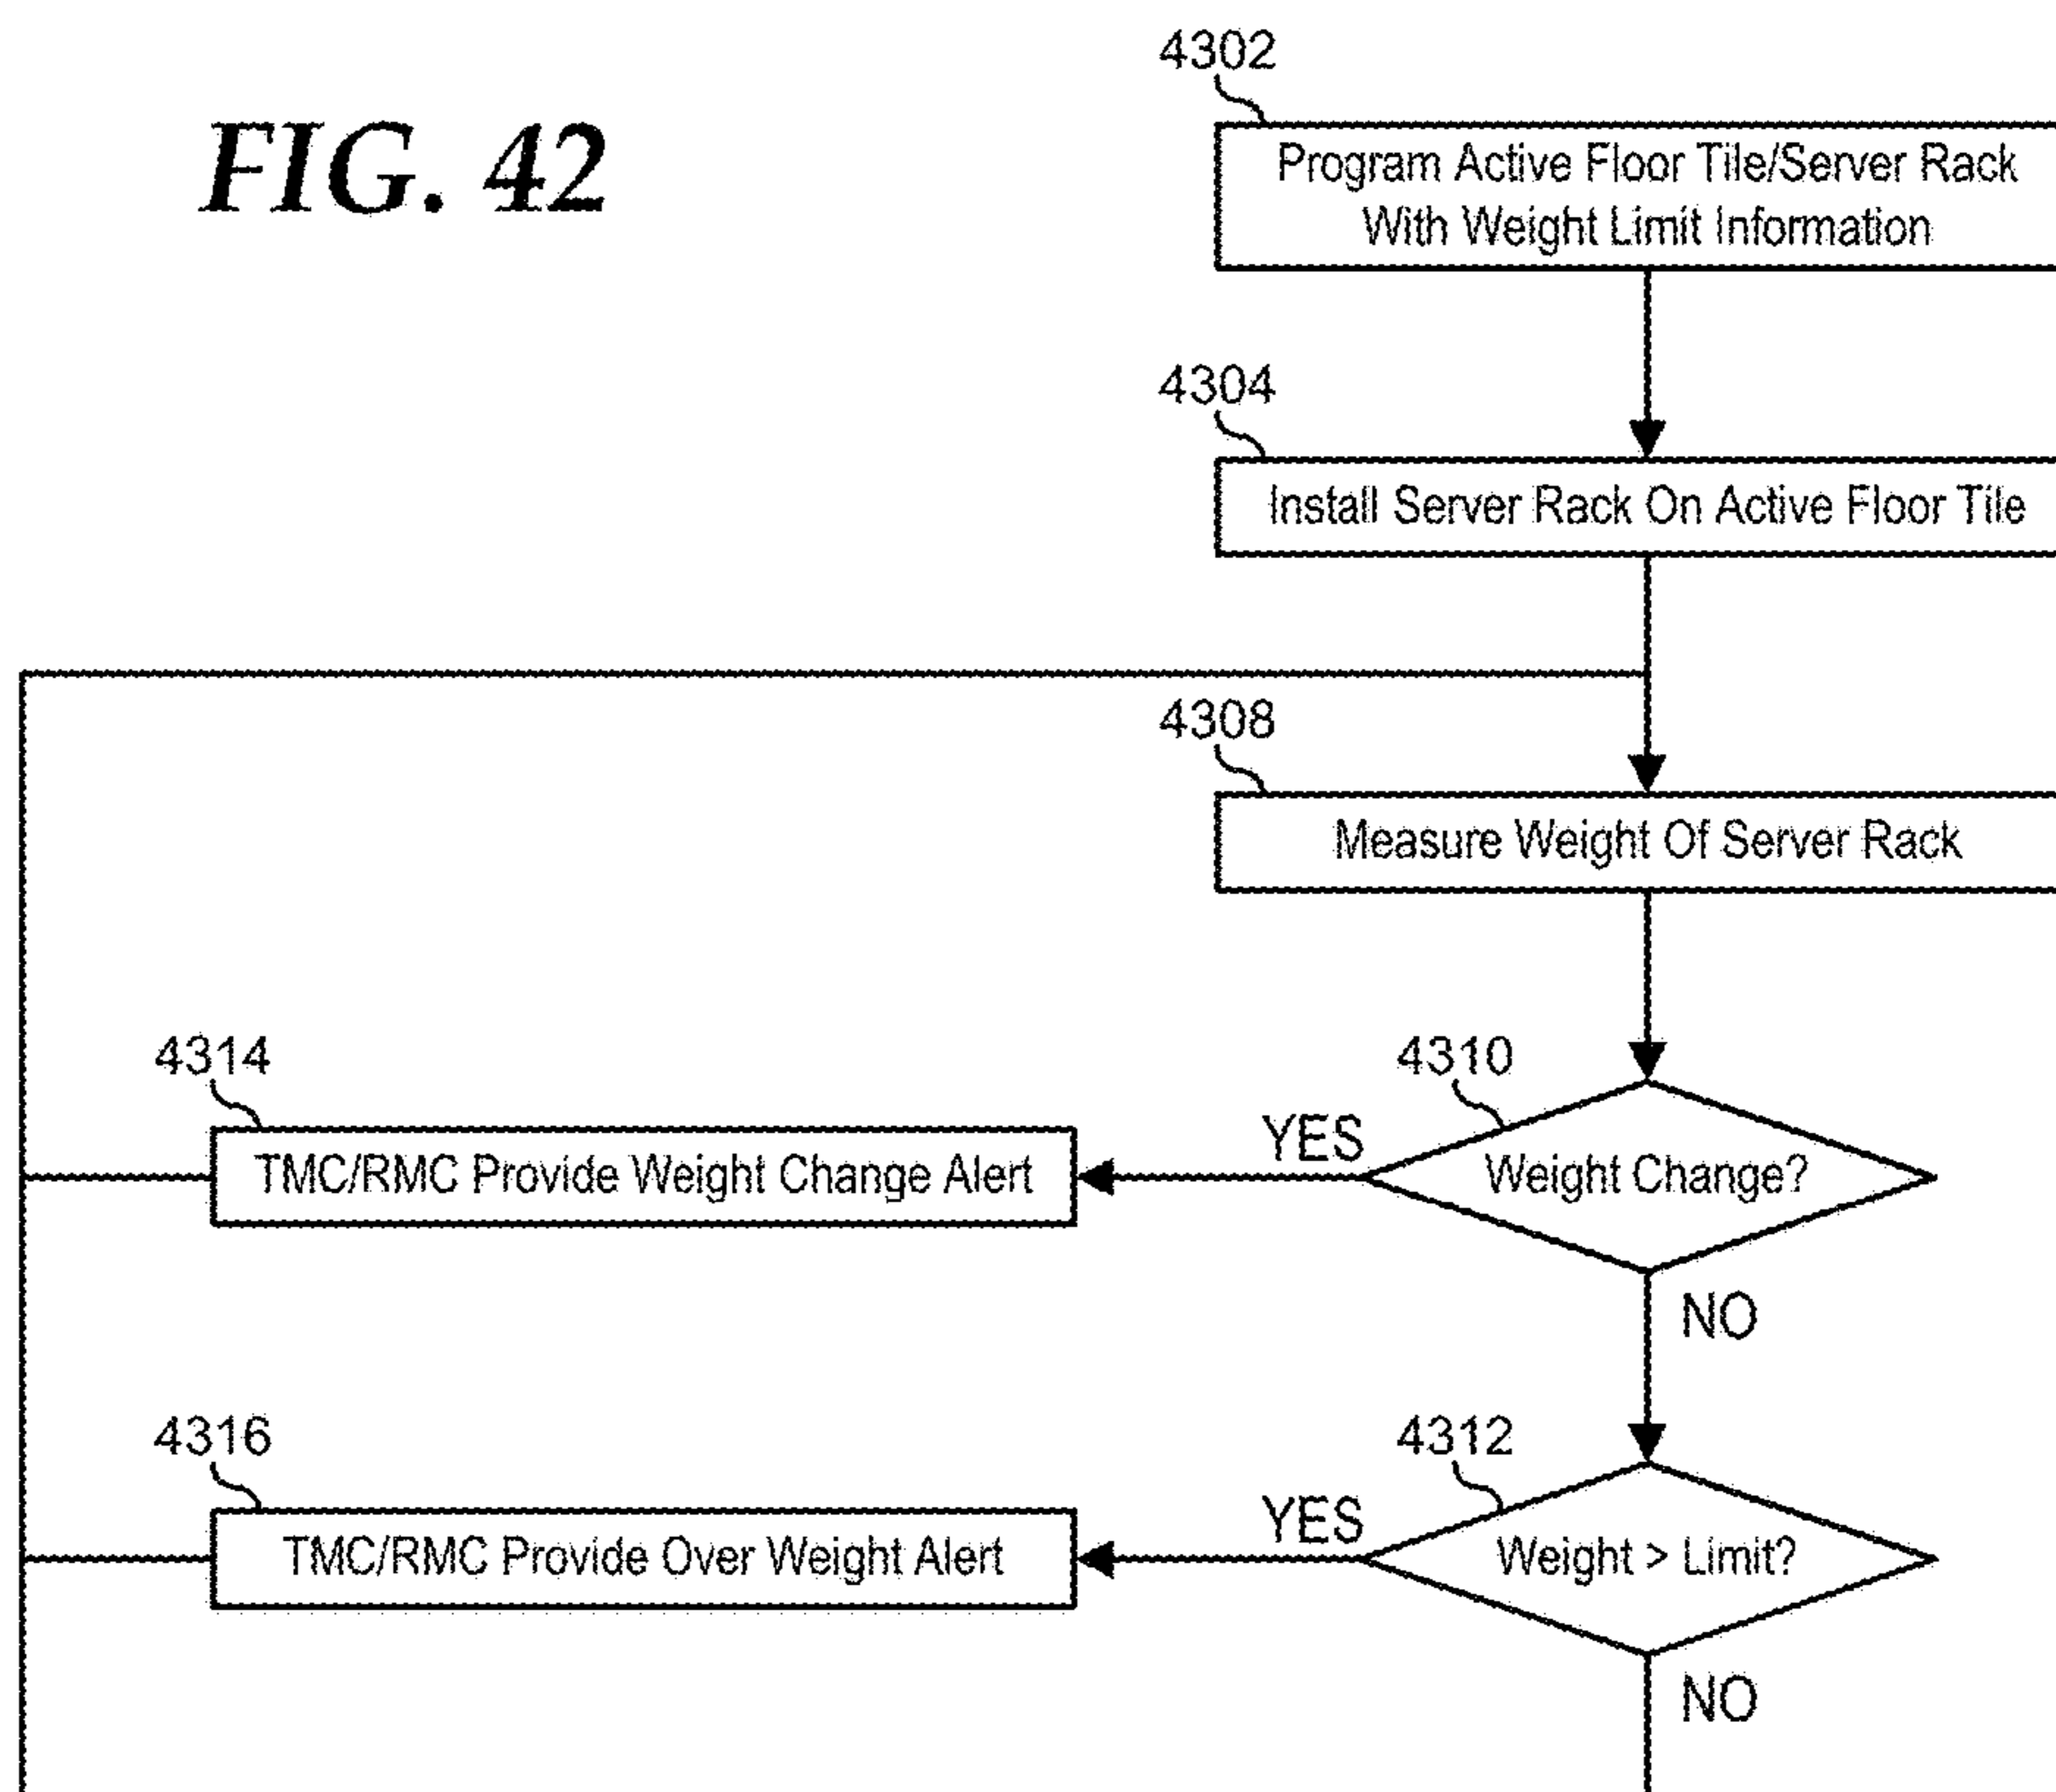 FIG. 42
4302
Program Active Floor Tile/Server Rack
With Weight Limit Information
4304
Install Server Rack On Active Floor Tile
4308
Measure Weight Of Server Rack
4310
Weight Change?
YES
4314
TMC/RMC Provide Weight Change Alert
NO
4312
Weight > Limit?
YES
4316
TMC/RMC Provide Over Weight Alert
NO